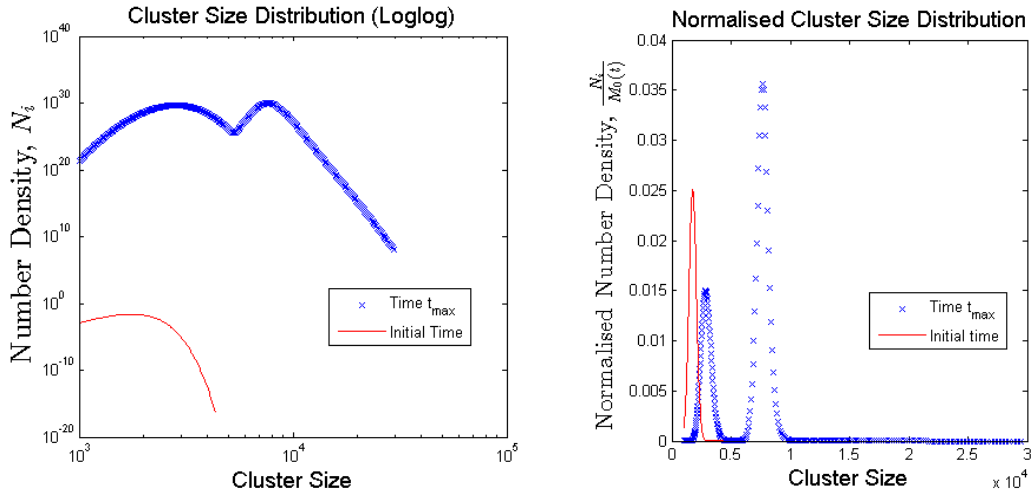 Cluster Size Distribution (Loglog)
Number Density, N_i
10^40
10^30
10^20
10^10
10^0
10^-10
10^-20
Time t_max
Initial Time
10^3
10^4
10^5
Cluster Size
Normalised Cluster Size Distribution
Normalised Number Density, N_i/M_0(t)
0.04
0.035
0.03
0.025
0.02
0.015
0.01
0.005
0
Time t_max
Initial time
0
0.5
1
1.5
2
2.5
3
x 10^4
Cluster Size